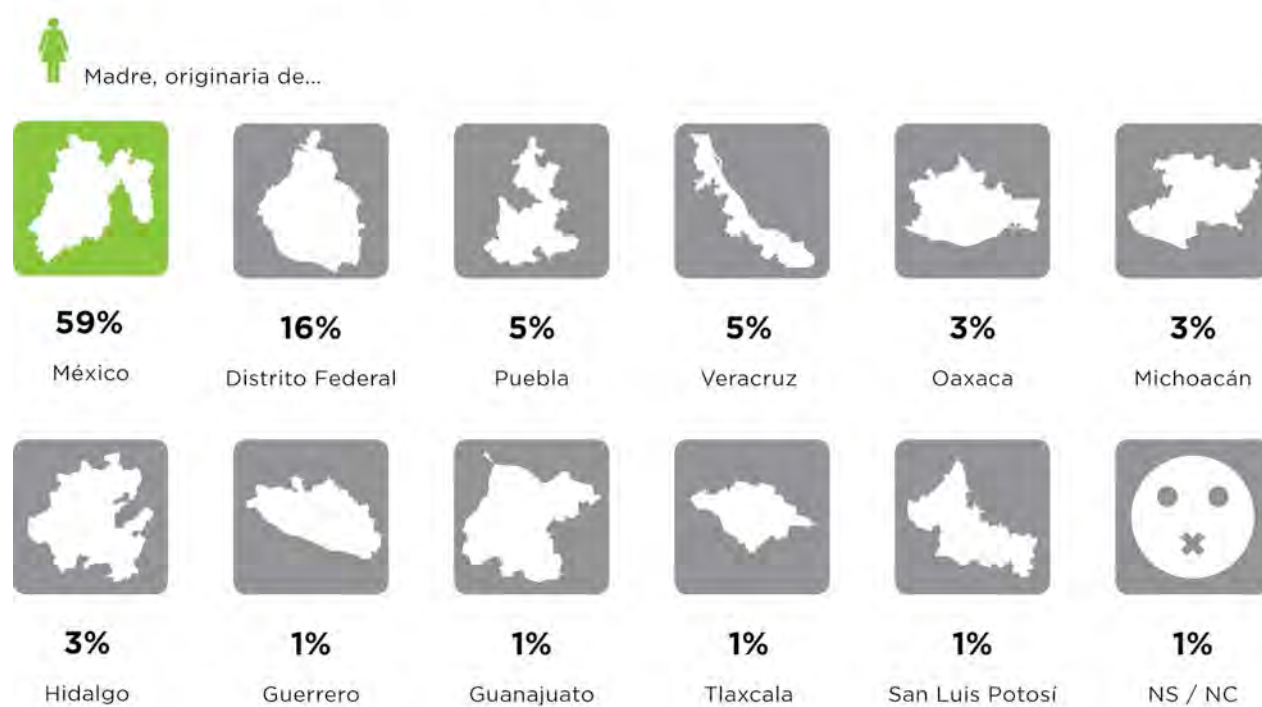 Madre, originaria de...
59% 16% 5% 5% 3% 3%
México Distrito Federal Puebla Veracruz Oaxaca Michoacán
3% 1% 1% 1% 1% 1%
Hidalgo Guerrero Guanajuato Tlaxcala San Luis Potosí NS / NC